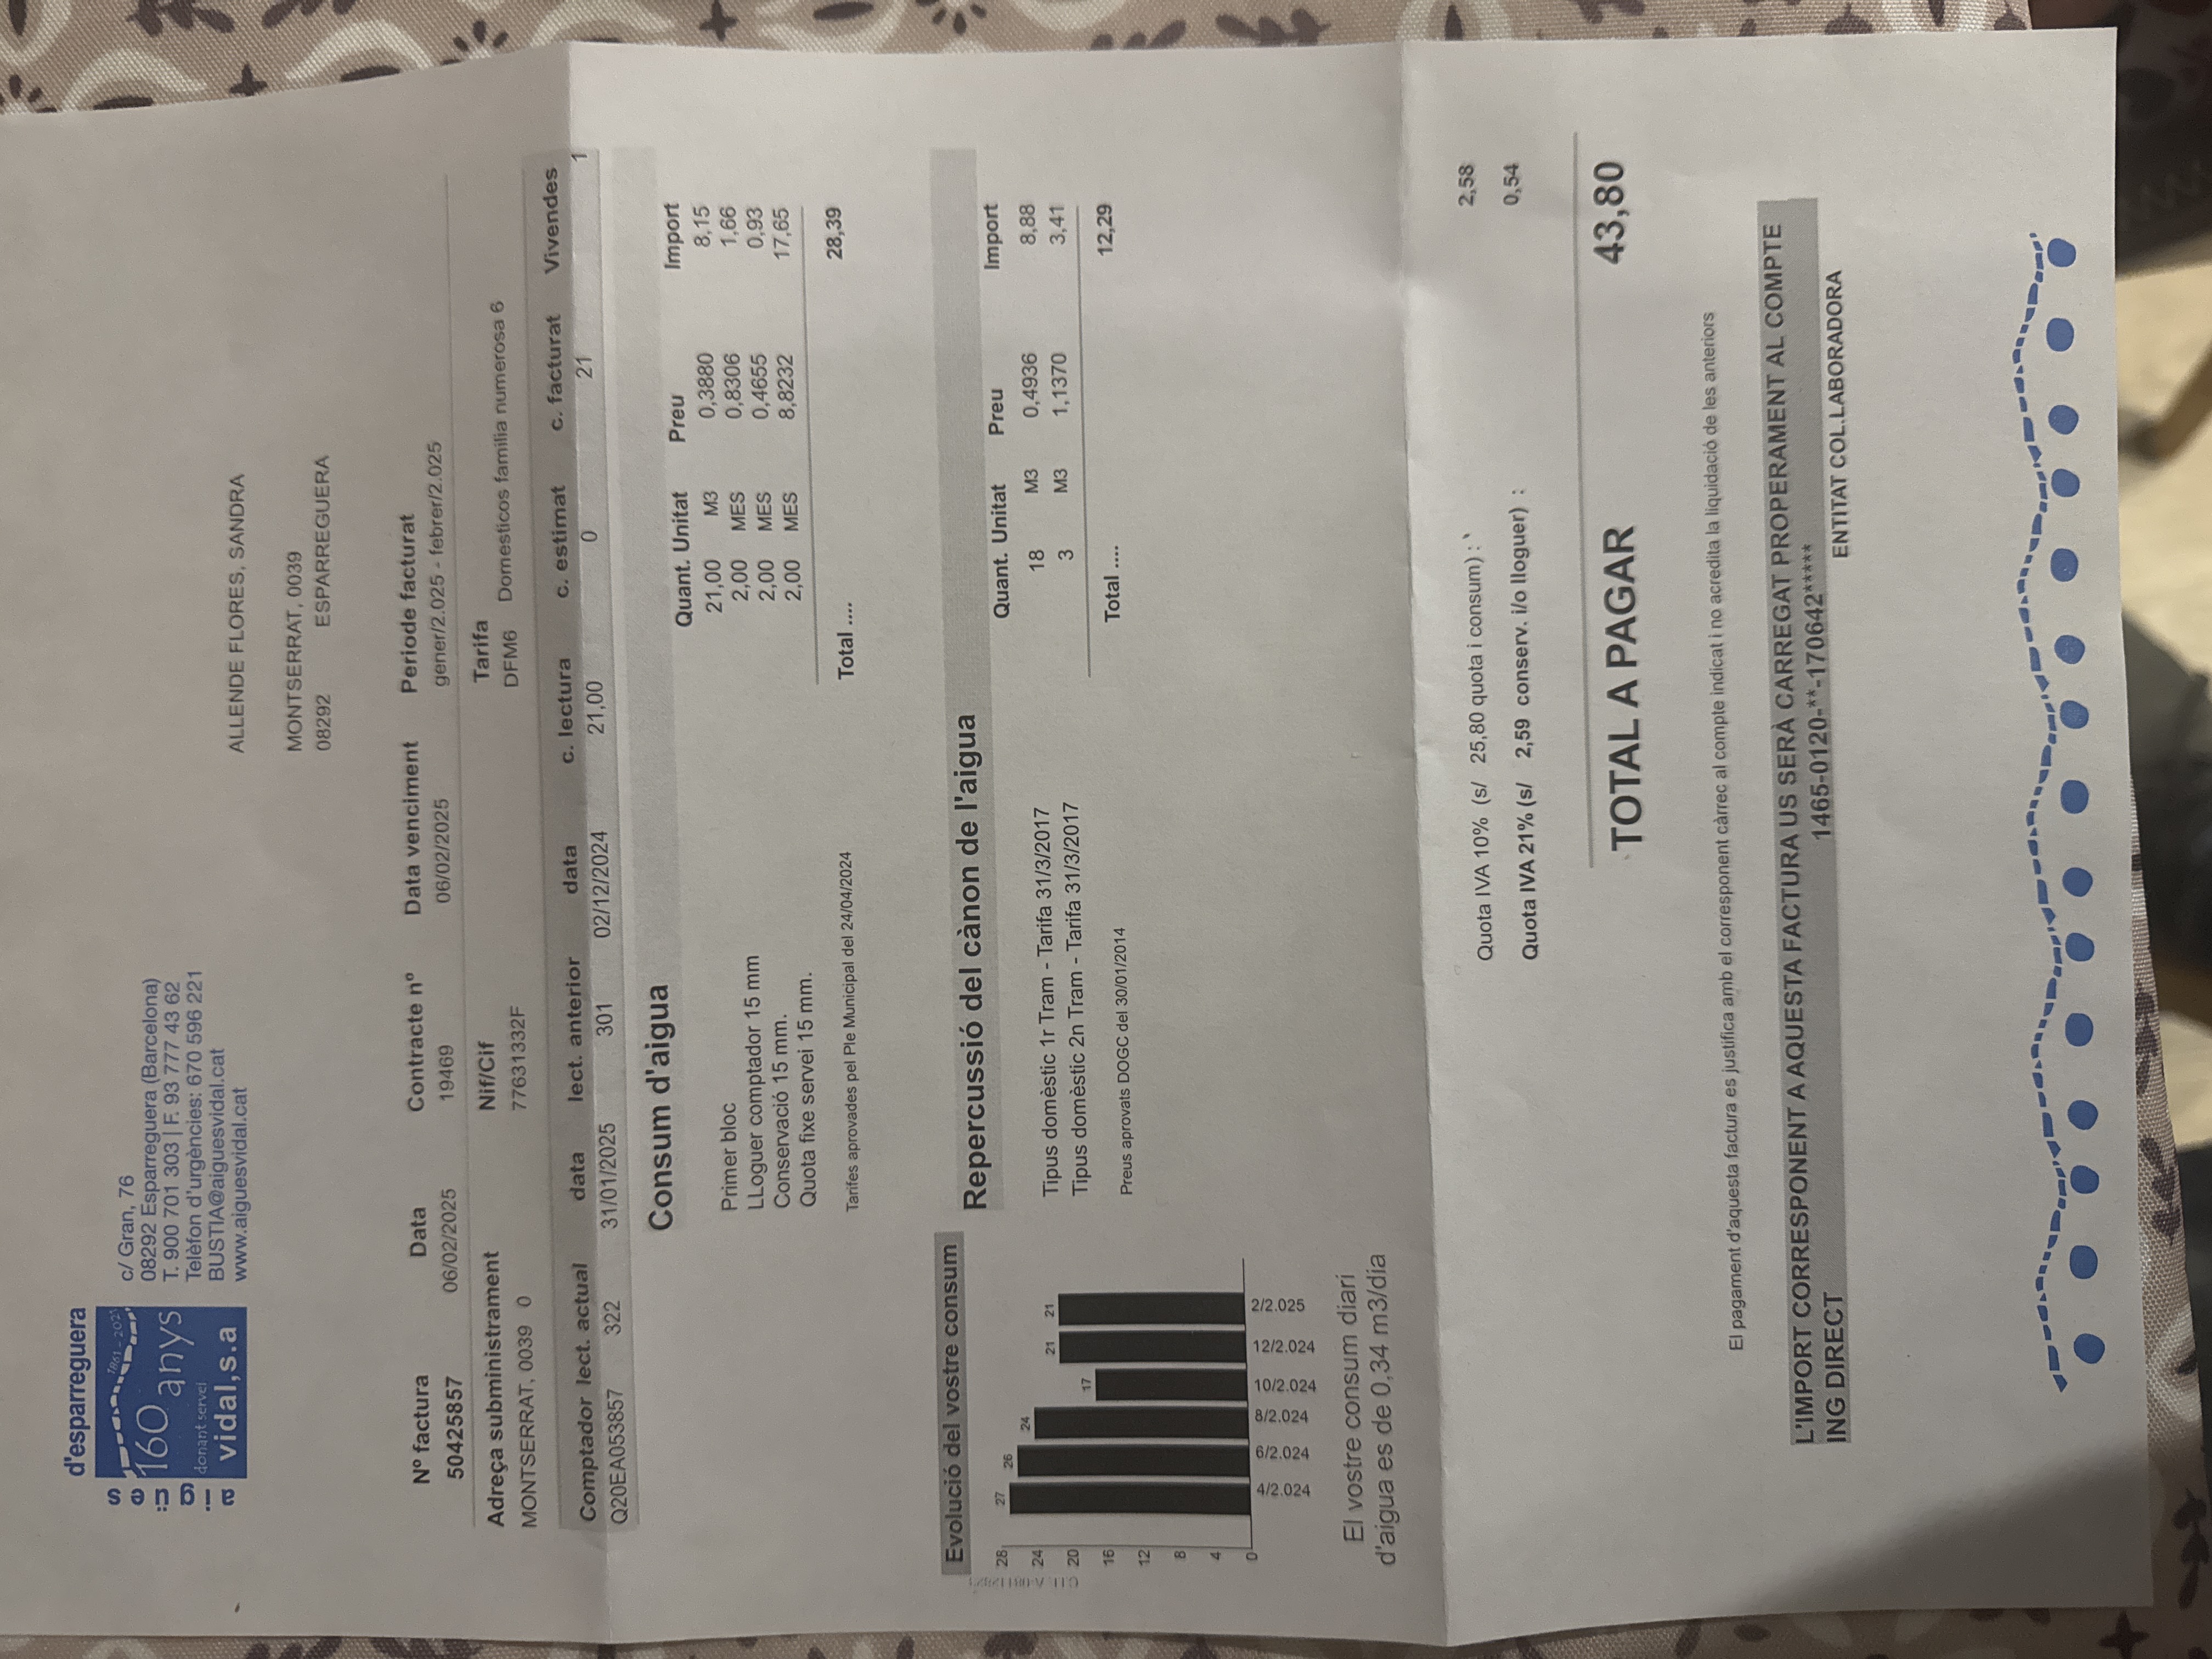 d'esparreguera
aigües
1861 - 2021
160 anys
donant servei
vidal,s.a
c/ Gran, 76
08292 Esparreguera (Barcelona)
T. 900 701 303 | F. 93 777 43 62
Telèfon d'urgències: 670 596 221
BUSTIA@aiguesvidal.cat
www.aiguesvidal.cat
ALLENDE FLORES, SANDRA
MONTSERRAT, 0039
08292 ESPARREGUERA
Nº factura Data Contracte nº Data venciment Periode facturat
50425857 06/02/2025 19469 06/02/2025 gener/2.025 - febrer/2.025
Adreça subministrament Nif/Cif Tarifa
MONTSERRAT, 0039 0 77631332F DFM6 Domesticos familia numerosa 6
Comptador lect. actual data lect. anterior data c. lectura c. estimat c. facturat Vivendes
Q20EA053857 322 31/01/2025 301 02/12/2024 21,00 0 21 1
Consum d'aigua
Quant. Unitat Preu Import
Primer bloc 21,00 M3 0,3880 8,15
LLoguer comptador 15 mm 2,00 MES 0,8306 1,66
Conservació 15 mm. 2,00 MES 0,4655 0,93
Quota fixe servei 15 mm. 2,00 MES 8,8232 17,65
Tarifes aprovades pel Ple Municipal del 24/04/2024 Total .... 28,39
Evolució del vostre consum
28 24 20 16 12 8 4 0
27 26 24 17 21 21
4/2.024 6/2.024 8/2.024 10/2.024 12/2.024 2/2.025
El vostre consum diari
d'aigua es de 0,34 m3/dia
Repercussió del cànon de l'aigua
Quant. Unitat Preu Import
Tipus domèstic 1r Tram - Tarifa 31/3/2017 18 M3 0,4936 8,88
Tipus domèstic 2n Tram - Tarifa 31/3/2017 3 M3 1,1370 3,41
Preus aprovats DOGC del 30/01/2014 Total .... 12,29
Quota IVA 10% (s/ 25,80 quota i consum) : 2,58
Quota IVA 21% (s/ 2,59 conserv. i/o lloguer) : 0,54
TOTAL A PAGAR 43,80
El pagament d'aquesta factura es justifica amb el corresponent càrrec al compte indicat i no acredita la liquidació de les anteriors
L'IMPORT CORRESPONENT A AQUESTA FACTURA US SERÀ CARREGAT PROPERAMENT AL COMPTE
ING DIRECT 1465-0120-**-170642*****
ENTITAT COL.LABORADORA